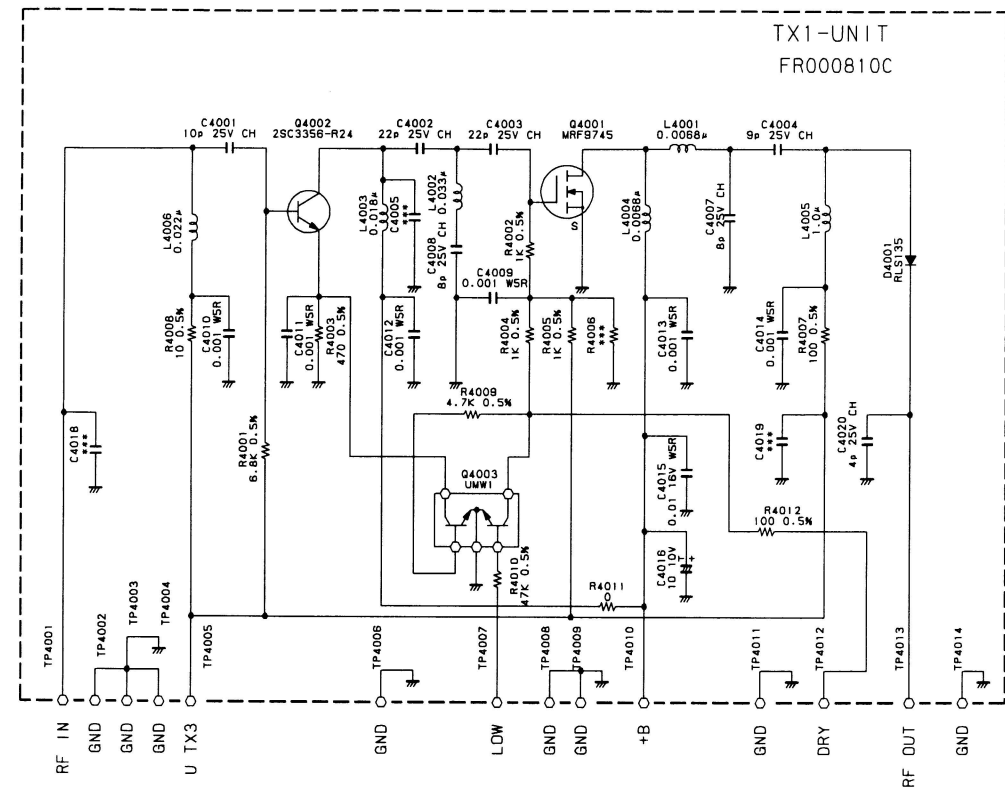 TX1-UNIT
FR000810C
C4001
10p 25V CH
Q4002
2SC3356-R24
C4002
22p 25V CH
C4003
22p 25V CH
Q4001
MRF9745
L4001
0.0068μ
C4004
9p 25V CH
L4006
0.022μ
L4003
0.018μ
C4005
***
L4002
0.033μ
C4008
8p 25V CH
R4002
1K 0.5%
S
L4004
0.0068μ
C4007
8p 25V CH
L4005
1.0μ
D4001
RLS135
R4008
10 0.5%
C4010
0.001 W5R
C4011
0.001 W5R
R4003
470 0.5%
C4012
0.001 W5R
C4009
0.001 W5R
R4004
1K 0.5%
R4005
1K 0.5%
R4006
***
C4013
0.001 W5R
C4014
0.001 W5R
R4007
100 0.5%
C4018
***
R4001
6.8K 0.5%
R4009
4.7K 0.5%
Q4003
UMW1
R4010
47K 0.5%
C4015
0.01 16V W5R
C4019
***
C4020
4p 25V CH
R4012
100 0.5%
C4016
10 10V
T
+
R4011
0
TP4001
TP4002
TP4003
TP4004
TP4005
TP4006
TP4007
TP4008
TP4009
TP4010
TP4011
TP4012
TP4013
TP4014
RF IN
GND
GND
GND
U TX3
GND
LOW
GND
GND
+B
GND
DRY
RF OUT
GND